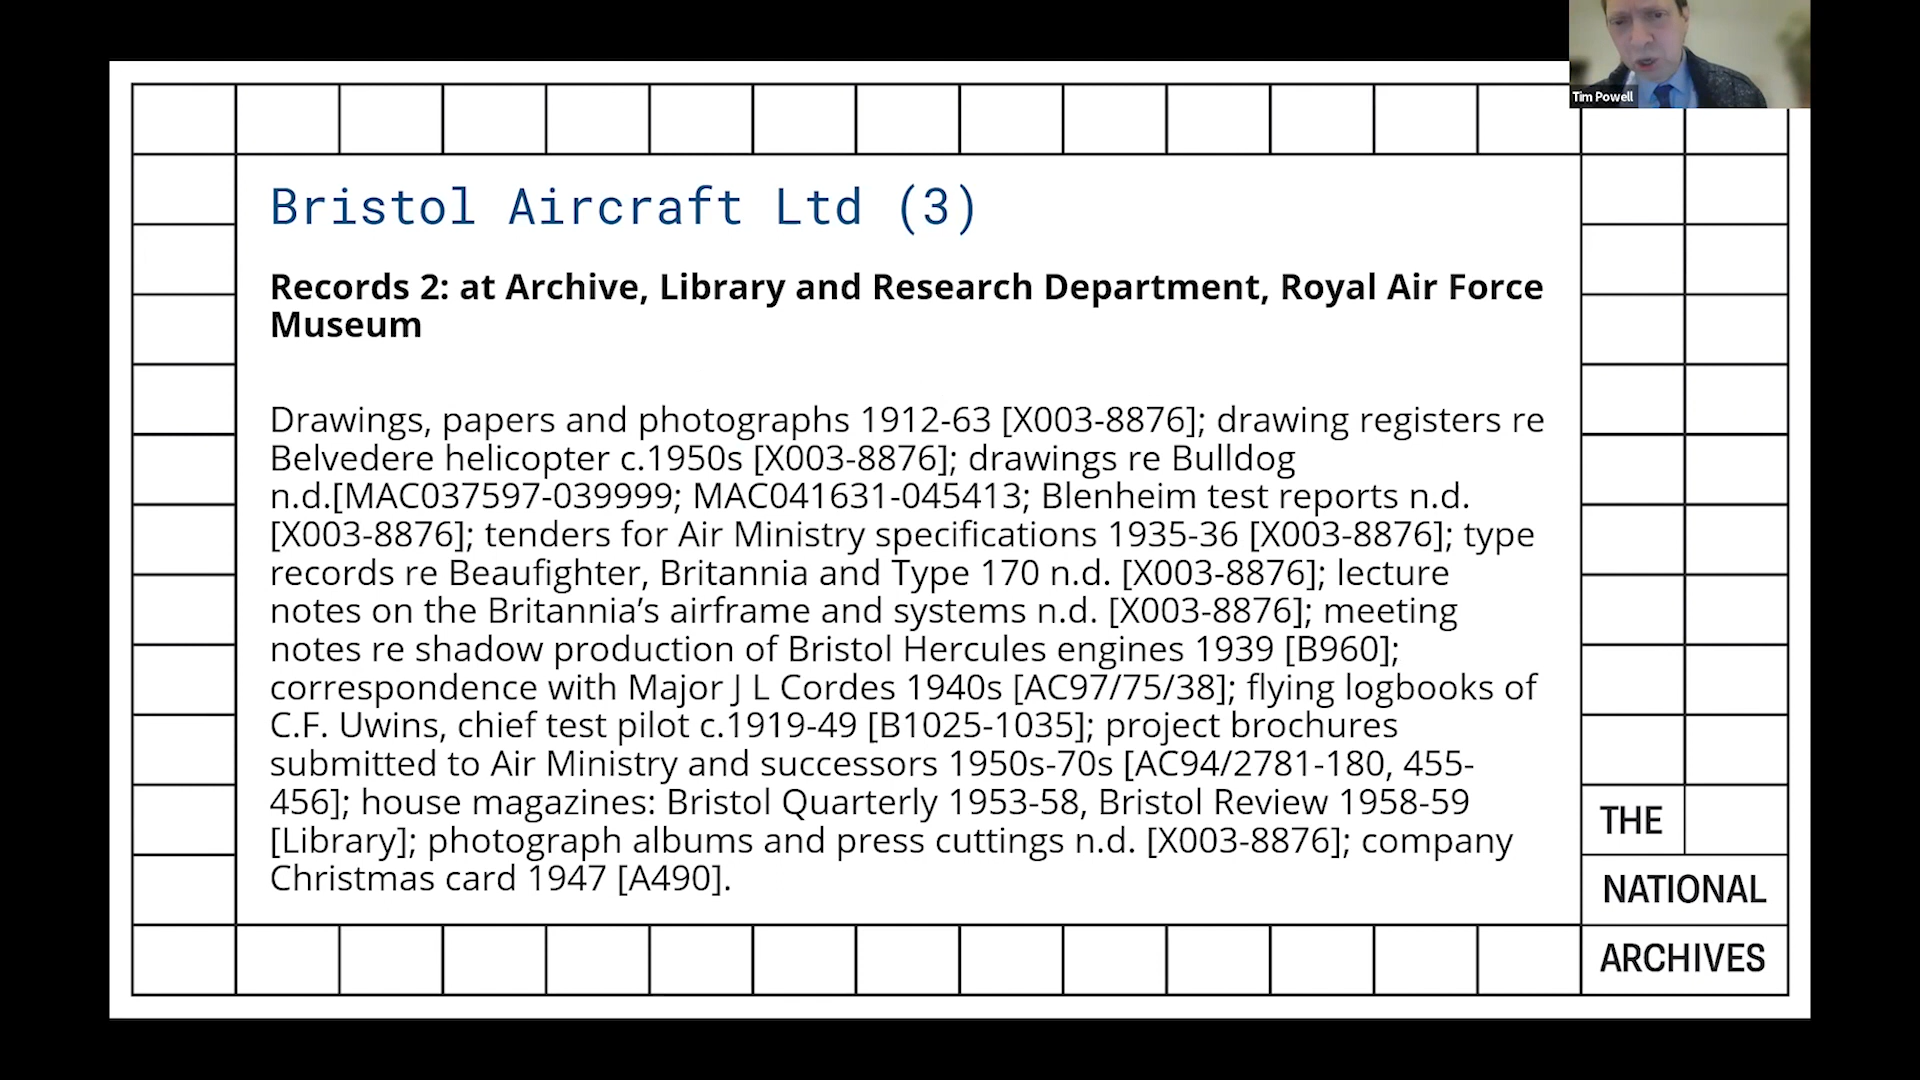 Tim Powell
Bristol Aircraft Ltd (3)
Records 2: at Archive, Library and Research Department, Royal Air Force
Museum
Drawings, papers and photographs 1912-63 [X003-8876]; drawing registers re
Belvedere helicopter c.1950s [X003-8876]; drawings re Bulldog
n.d.[MAC037597-039999; MAC041631-045413; Blenheim test reports n.d.
[X003-8876]; tenders for Air Ministry specifications 1935-36 [X003-8876]; type
records re Beaufighter, Britannia and Type 170 n.d. [X003-8876]; lecture
notes on the Britannia’s airframe and systems n.d. [X003-8876]; meeting
notes re shadow production of Bristol Hercules engines 1939 [B960];
correspondence with Major J L Cordes 1940s [AC97/75/38]; flying logbooks of
C.F. Uwins, chief test pilot c.1919-49 [B1025-1035]; project brochures
submitted to Air Ministry and successors 1950s-70s [AC94/2781-180, 455-
456]; house magazines: Bristol Quarterly 1953-58, Bristol Review 1958-59
[Library]; photograph albums and press cuttings n.d. [X003-8876]; company
Christmas card 1947 [A490].
THE
NATIONAL
ARCHIVES